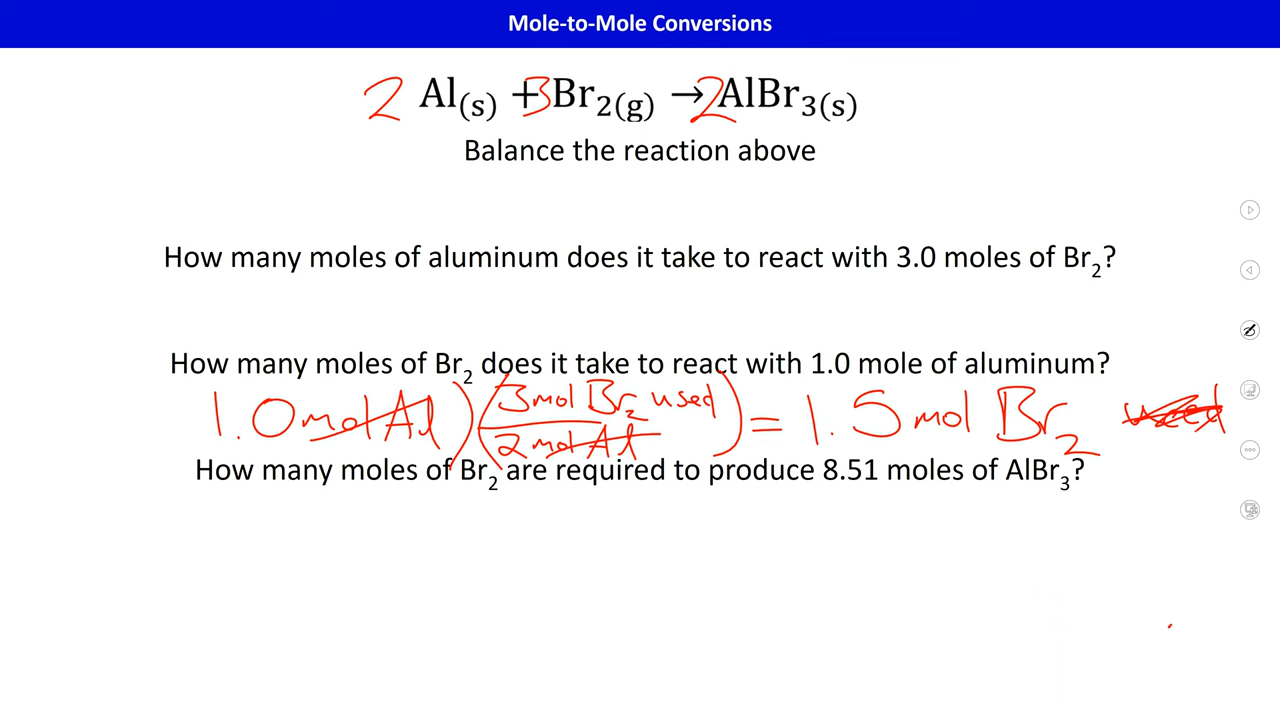 Mole-to-Mole Conversions
2 Al(s) + 3 Br2(g) → 2 AlBr3(s)
Balance the reaction above
How many moles of aluminum does it take to react with 3.0 moles of Br2?
How many moles of Br2 does it take to react with 1.0 mole of aluminum?
1.0 mol Al) (3 mol Br2 used / 2 mol Al) = 1.5 mol Br2 used
How many moles of Br2 are required to produce 8.51 moles of AlBr3?